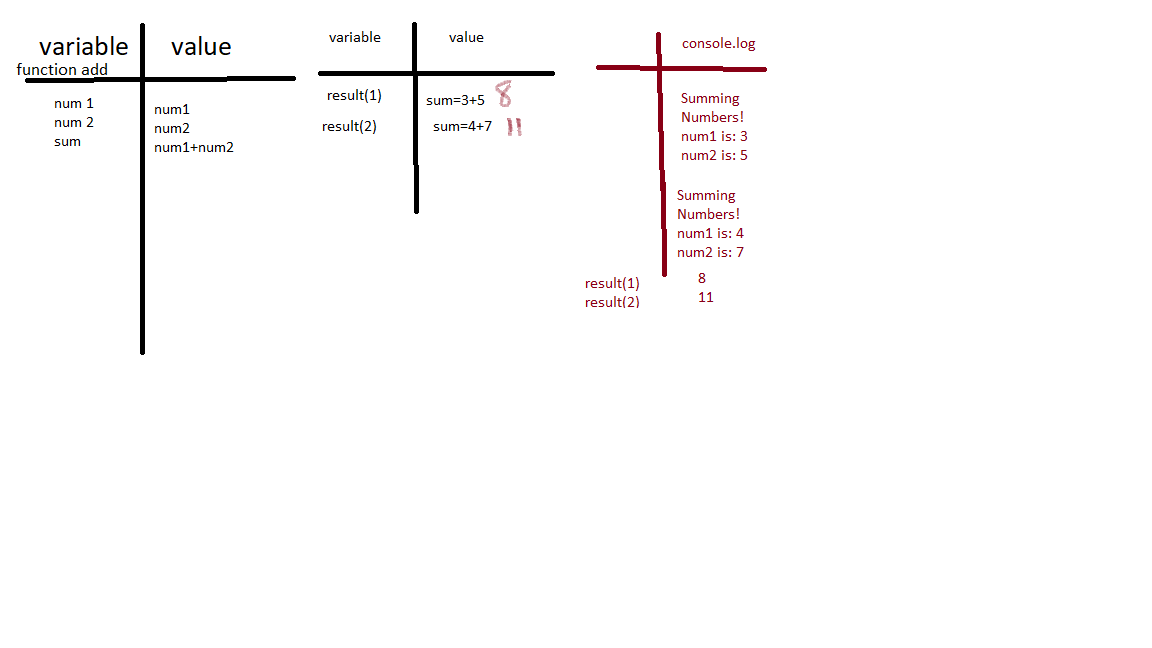 variable value
function add
num 1
num 2
sum
num1
num2
num1+num2
variable value
result(1) sum=3+5 8
result(2) sum=4+7 11
console.log
Summing
Numbers!
num1 is: 3
num2 is: 5
Summing
Numbers!
num1 is: 4
num2 is: 7
result(1) 8
result(2) 11